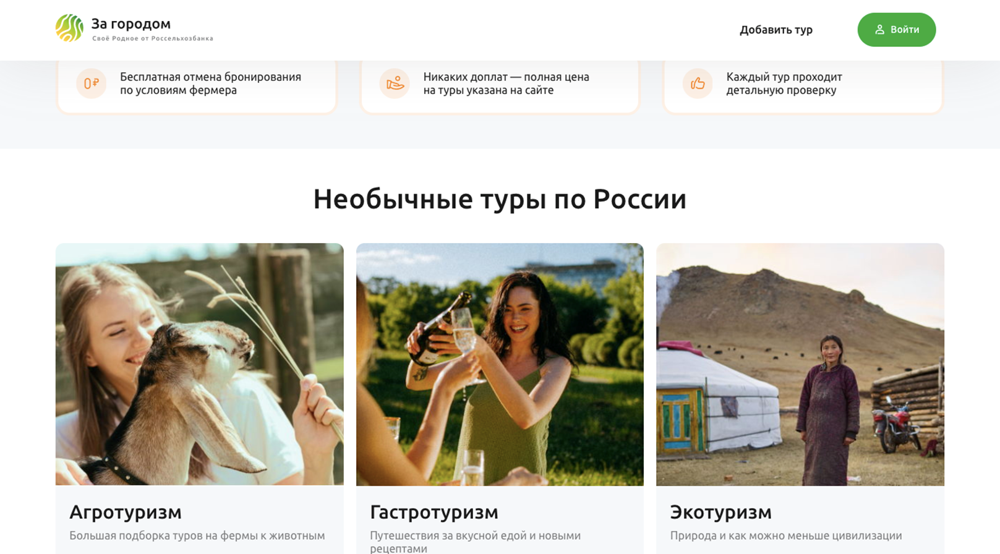 За городом
Своё Родное от Россельхозбанка
Добавить тур
Войти
0₽
Бесплатная отмена бронирования
по условиям фермера
Никаких доплат — полная цена
на туры указана на сайте
Каждый тур проходит
детальную проверку
Необычные туры по России
Агротуризм
Большая подборка туров на фермы к животным
Гастротуризм
Путешествия за вкусной едой и новыми
рецептами
Экотуризм
Природа и как можно меньше цивилизации